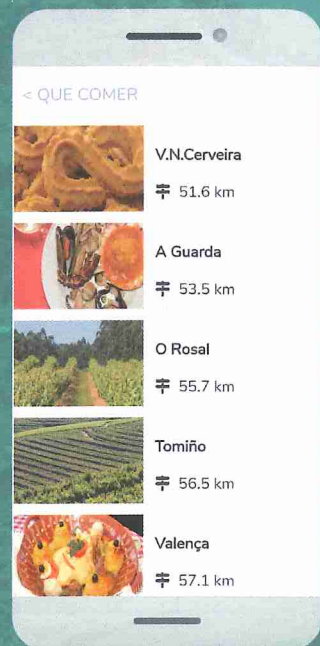 < QUE COMER
V.N.Cerveira
51.6 km
A Guarda
53.5 km
O Rosal
55.7 km
Tomiño
56.5 km
Valença
57.1 km